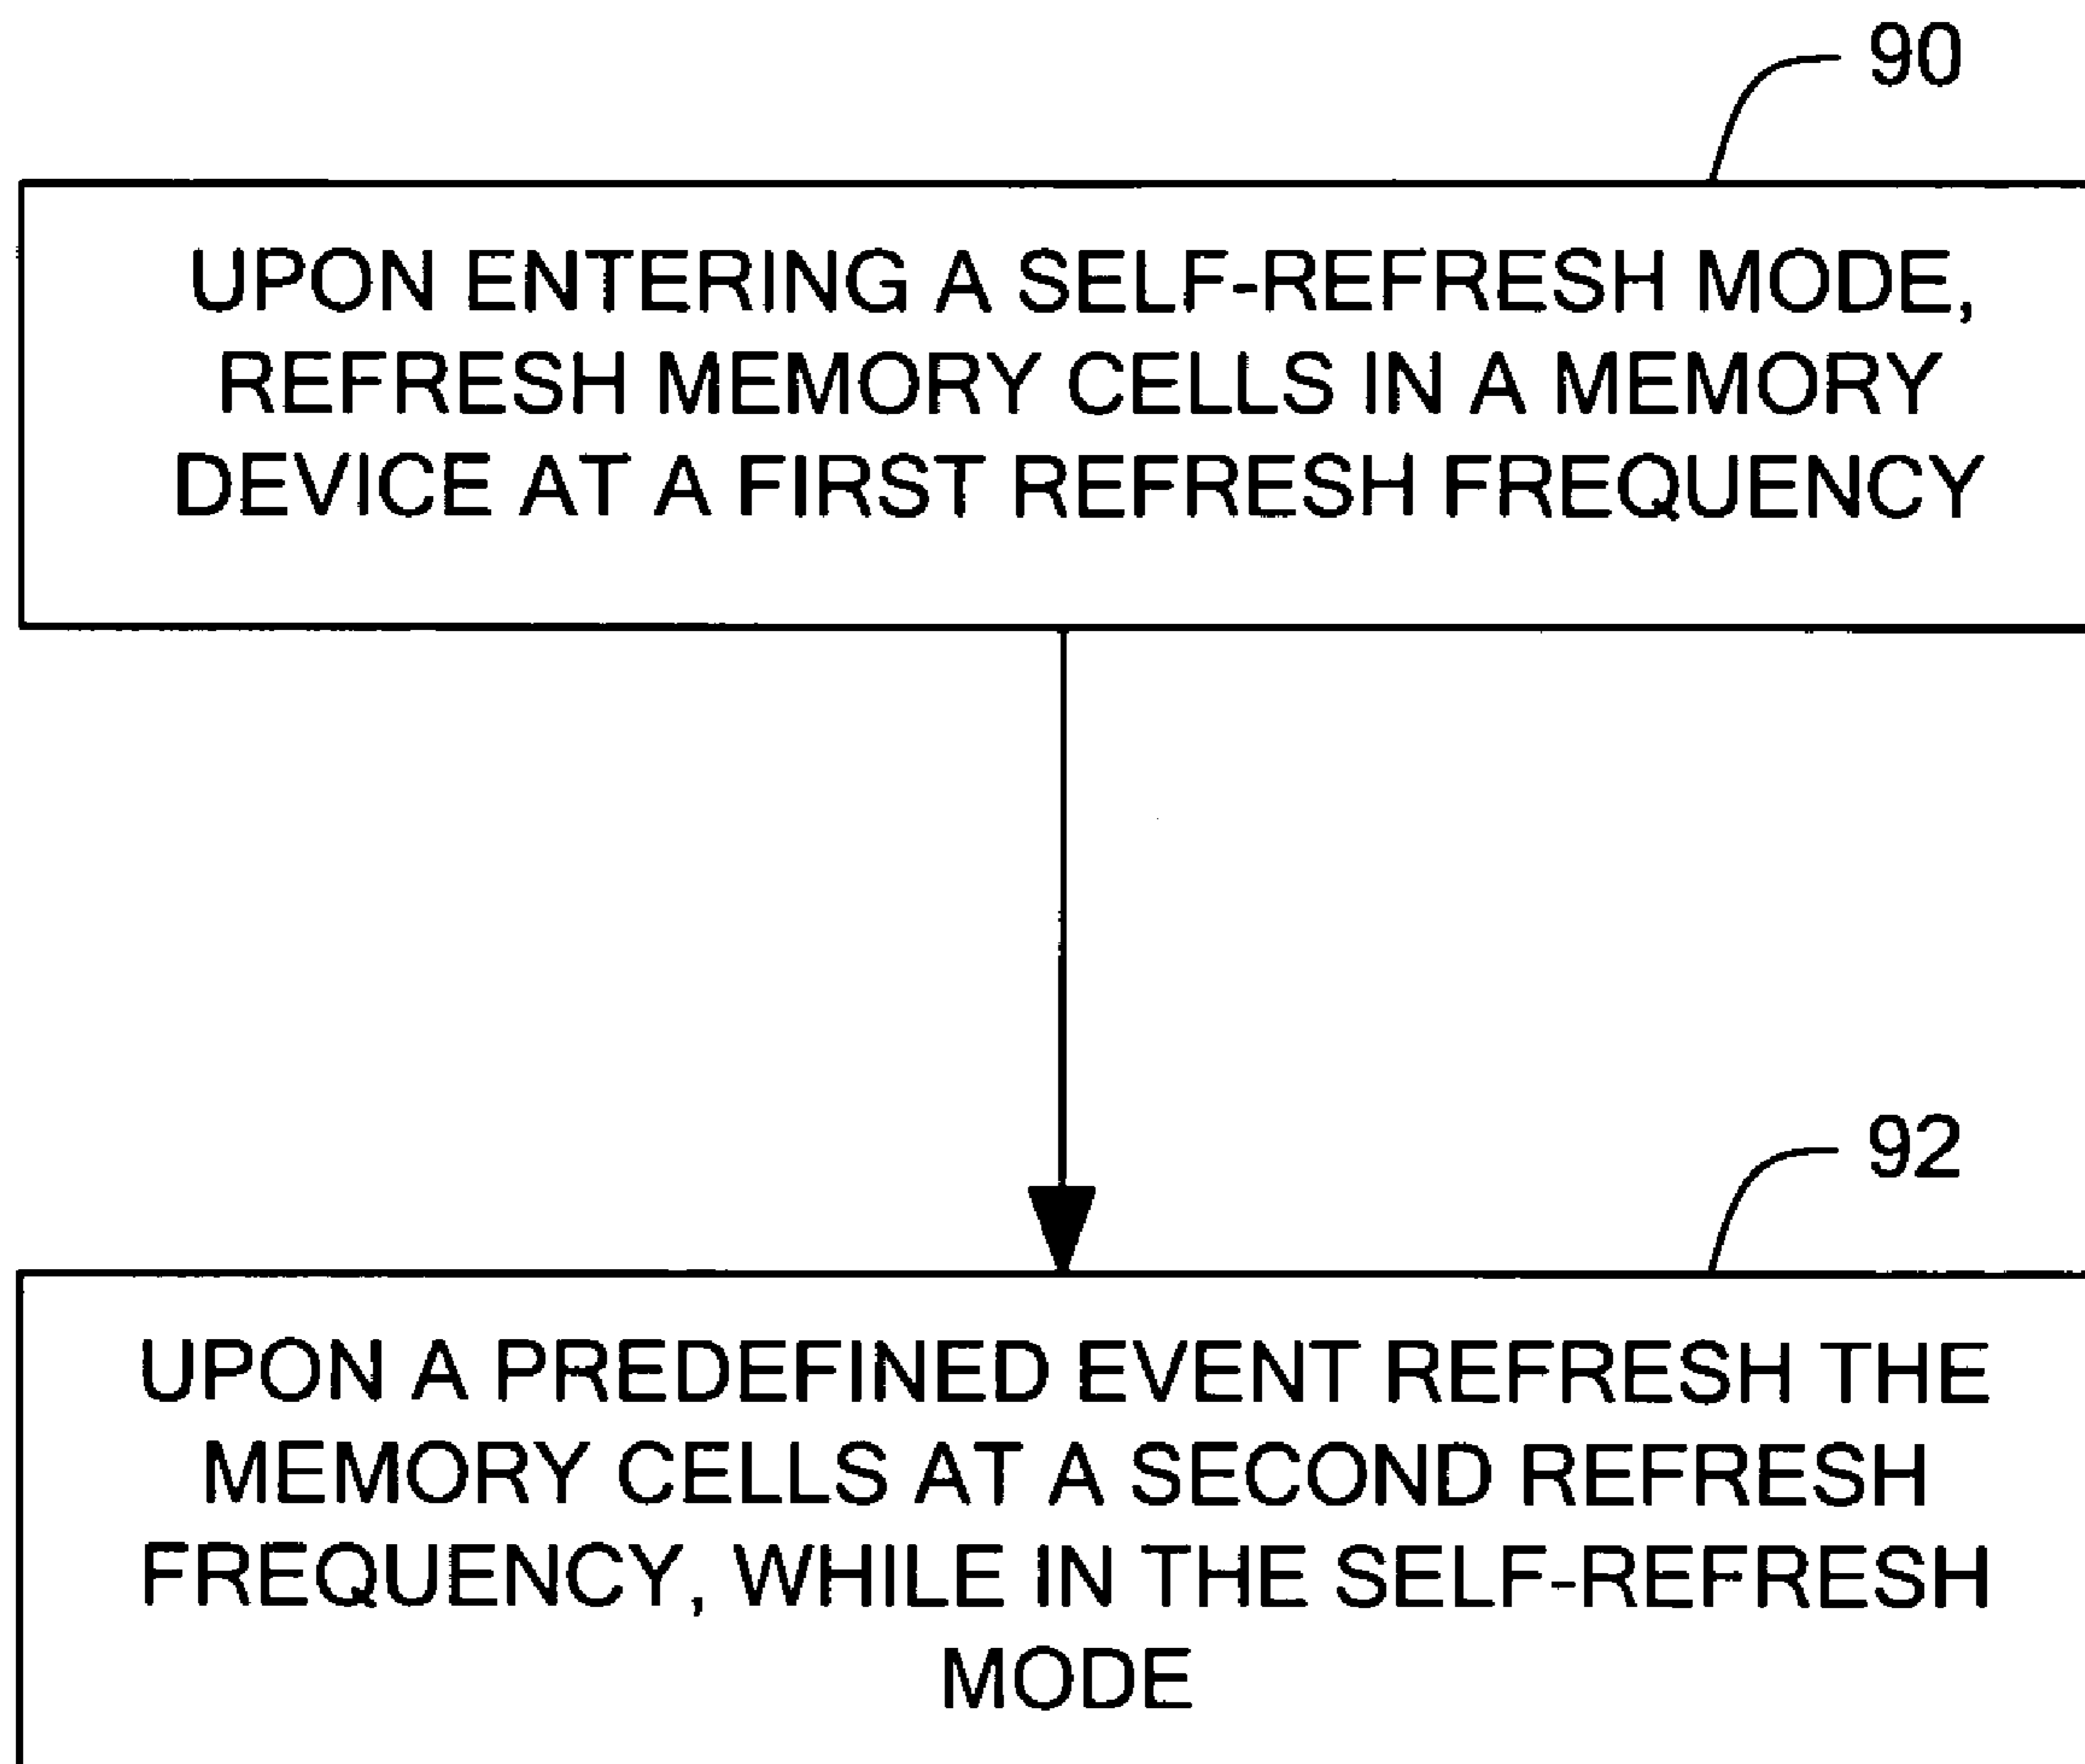 90
UPON ENTERING A SELF-REFRESH MODE,
REFRESH MEMORY CELLS IN A MEMORY
DEVICE AT A FIRST REFRESH FREQUENCY
92
UPON A PREDEFINED EVENT REFRESH THE
MEMORY CELLS AT A SECOND REFRESH
FREQUENCY, WHILE IN THE SELF-REFRESH
MODE